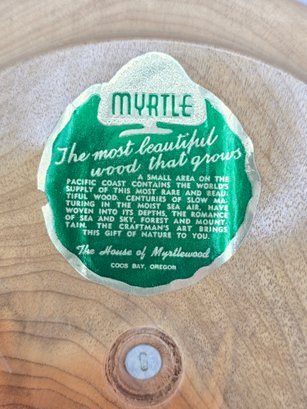 MYRTLE
The most beautiful
wood that grows
A SMALL AREA ON THE
PACIFIC COAST CONTAINS THE WORLD'S
SUPPLY OF THIS MOST RARE AND BEAU-
TIFUL WOOD. CENTURIES OF SLOW MA-
TURING IN THE MOIST SEA AIR, HAVE
WOVEN INTO ITS DEPTHS, THE ROMANCE
OF SEA AND SKY, FOREST AND MOUNT-
TAIN. THE CRAFTSMAN'S ART BRINGS
THIS GIFT OF NATURE TO YOU.
The House of Myrtlewood
COOS BAY, OREGON